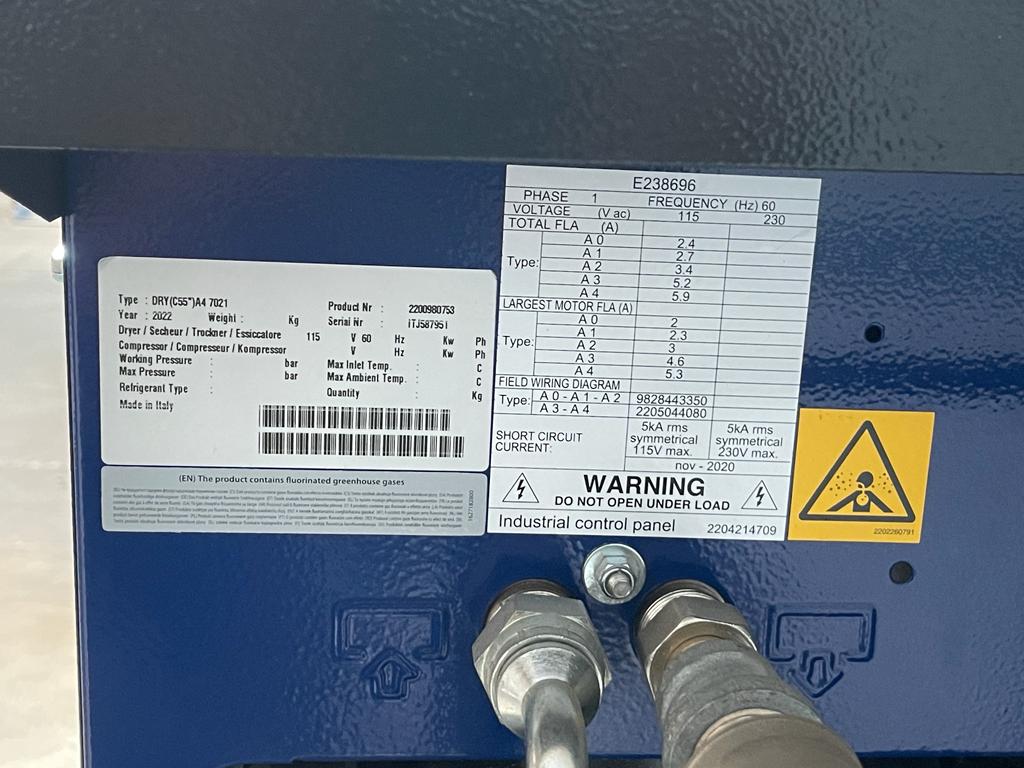 Type : DRY(C55")A4 7021
Product Nr : 2200980753
Year : 2022 Weight : Kg
Serial Nr : ITJ587951
Dryer / Secheur / Trockner / Essiccatore 115 V 60 Hz Kw Ph
Compressor / Compresseur / Kompressor V Hz Kw Ph
Working Pressure : bar Max Inlet Temp. : C
Max Pressure : bar Max Ambient Temp. : C
Refrigerant Type : Quantity : Kg
Made in Italy
(EN) The product contains fluorinated greenhouse gases
E238696
PHASE 1 FREQUENCY (Hz) 60
VOLTAGE (V ac) 115 230
TOTAL FLA (A)
Type:
A 0 2.4
A 1 2.7
A 2 3.4
A 3 5.2
A 4 5.9
LARGEST MOTOR FLA (A)
Type:
A 0 2
A 1 2.3
A 2 3
A 3 4.6
A 4 5.3
FIELD WIRING DIAGRAM
Type: A 0 - A 1 - A 2 9828443350
A 3 - A 4 2205044080
SHORT CIRCUIT CURRENT:
5kA rms symmetrical 115V max.
5kA rms symmetrical 230V max.
nov - 2020
WARNING
DO NOT OPEN UNDER LOAD
Industrial control panel 2204214709
2202260791